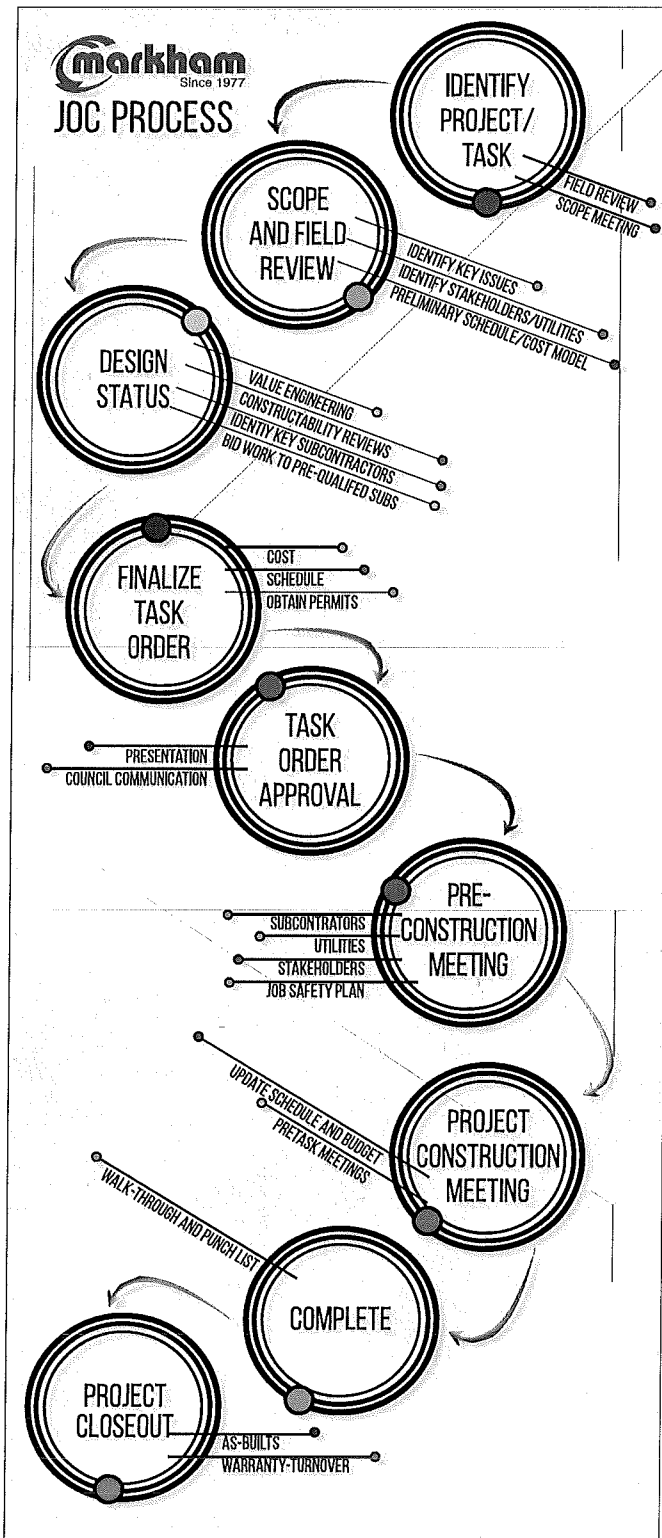 markham
Since 1977
JOC PROCESS
IDENTIFY
PROJECT/
TASK
FIELD REVIEW
SCOPE MEETING
SCOPE
AND FIELD
REVIEW
IDENTIFY KEY ISSUES
IDENTIFY STAKEHOLDERS/UTILITIES
PRELIMINARY SCHEDULE/COST MODEL
DESIGN
STATUS
VALUE ENGINEERING
CONSTRUCTABILITY REVIEWS
IDENTIY KEY SUBCONTRACTORS
BID WORK TO PRE-QUALIFED SUBS
FINALIZE
TASK
ORDER
COST
SCHEDULE
OBTAIN PERMITS
TASK
ORDER
APPROVAL
PRESENTATION
COUNCIL COMMUNICATION
PRE-
CONSTRUCTION
MEETING
SUBCONTRATORS
UTILITIES
STAKEHOLDERS
JOB SAFETY PLAN
PROJECT
CONSTRUCTION
MEETING
UPDATE SCHEDULE AND BUDGET
PRETASK MEETINGS
COMPLETE
WALK-THROUGH AND PUNCH LIST
PROJECT
CLOSEOUT
AS-BUILTS
WARRANTY-TURNOVER